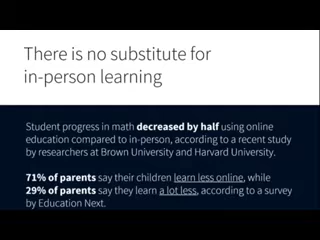 There is no substitute for
in-person learning
Student progress in math decreased by half using online
education compared to in-person, according to a recent study
by researchers at Brown University and Harvard University.
71% of parents say their children learn less online, while
29% of parents say they learn a lot less, according to a survey
by Education Next.